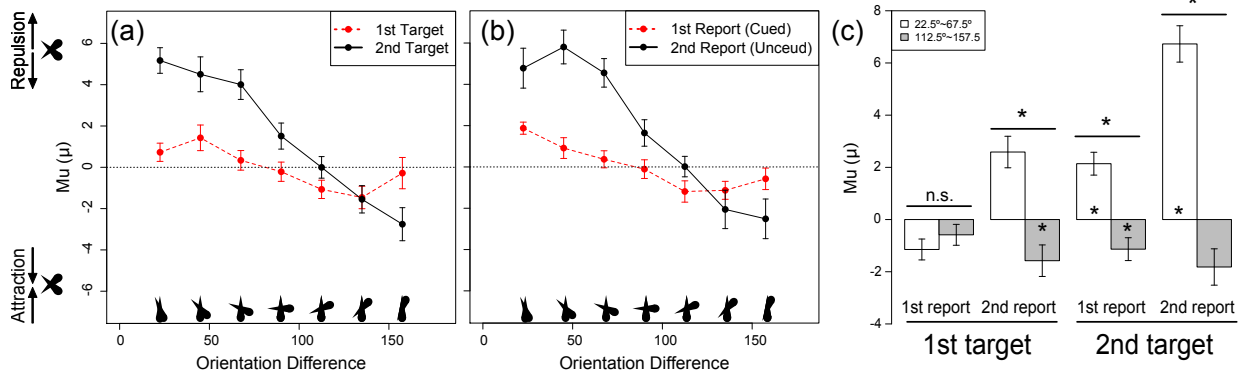 Repulsion
Attraction
Mu (µ)
6
4
2
0
-2
-4
-6
(a)
1st Target
2nd Target
0
50
100
150
Orientation Difference
(b)
1st Report (Cued)
2nd Report (Unceud)
0
50
100
150
Orientation Difference
(c)
22.5º~67.5º
112.5º~157.5
Mu (µ)
8
6
4
2
0
-2
-4
n.s.
*
*
*
*
*
*
*
1st report
2nd report
1st report
2nd report
1st target
2nd target